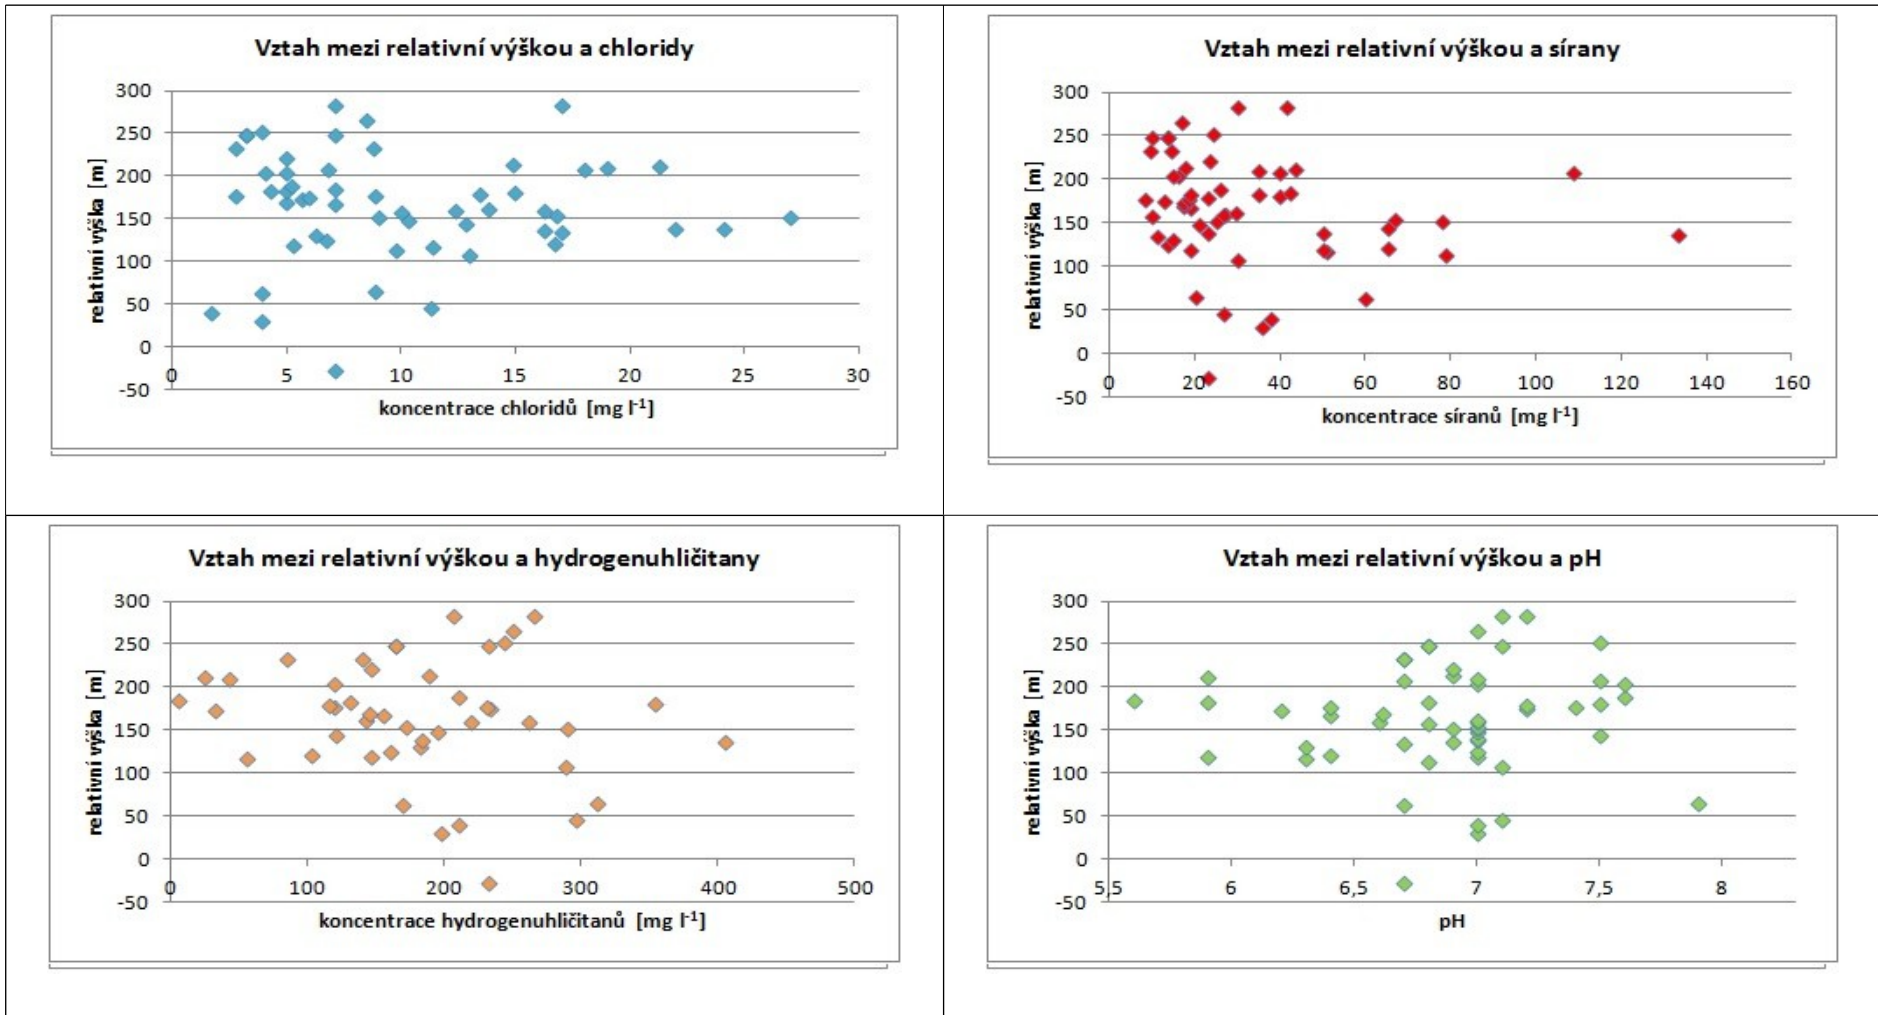 Vztah mezi relativní výškou a chloridy
relativní výška [m]
300
250
200
150
100
50
0
-50
0 5 10 15 20 25 30
koncentrace chloridů [mg l-1]
Vztah mezi relativní výškou a sírany
relativní výška [m]
300
250
200
150
100
50
0
-50
0 20 40 60 80 100 120 140 160
koncentrace síranů [mg l-1]
Vztah mezi relativní výškou a hydrogenuhličitany
relativní výška [m]
300
250
200
150
100
50
0
-50
0 100 200 300 400 500
koncentrace hydrogenuhličitanů [mg l-1]
Vztah mezi relativní výškou a pH
relativní výška [m]
300
250
200
150
100
50
0
-50
5,5 6 6,5 7 7,5 8
pH